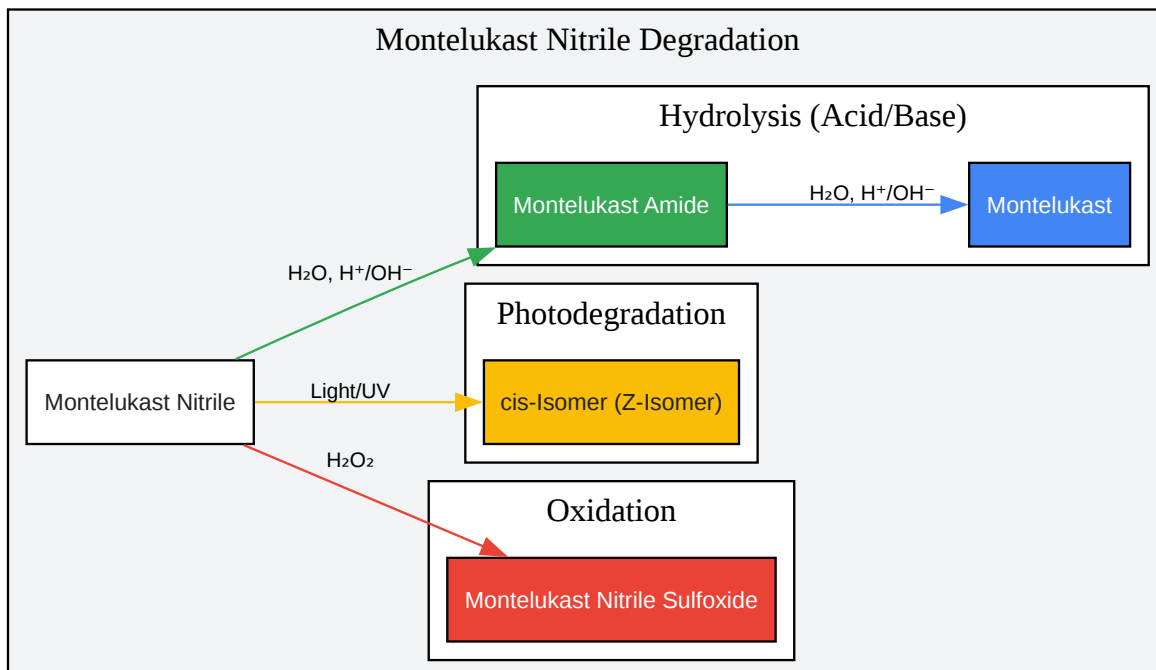 Montelukast Nitrile Degradation
Hydrolysis (Acid/Base)
Montelukast Amide
H₂O, H⁺/OH⁻
Montelukast
H₂O, H⁺/OH⁻
Photodegradation
Montelukast Nitrile
Light/UV
cis-Isomer (Z-Isomer)
H₂O₂
Oxidation
Montelukast Nitrile Sulfoxide